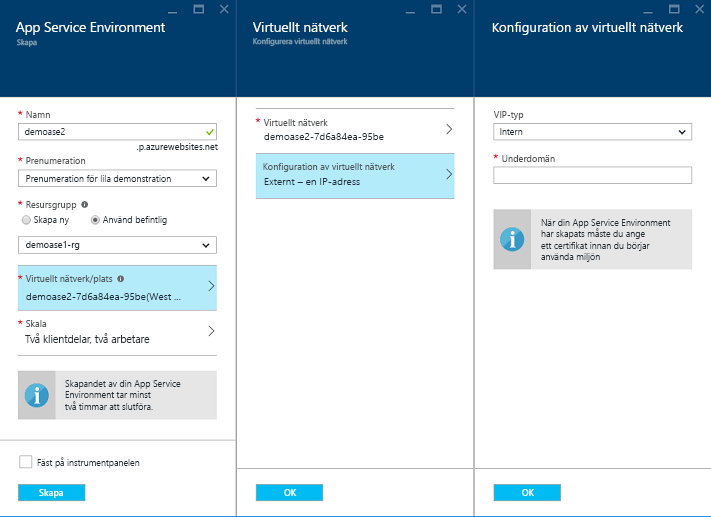 App Service Environment
Skapa
* Namn
demoase2
.p.azurewebsites.net
* Prenumeration
Prenumeration för lila demonstration
* Resursgrupp
Skapa ny
Använd befintlig
demoase1-rg
* Virtuellt nätverk/plats
demoase2-7d6a84ea-95be(West ...
* Skala
Två klientdelar, två arbetare
Skapandet av din App Service
Environment tar minst
två timmar att slutföra.
Fäst på instrumentpanelen
Skapa
Virtuellt nätverk
Konfigurera virtuellt nätverk
* Virtuellt nätverk
demoase2-7d6a84ea-95be
Konfiguration av virtuellt nätverk
Externt – en IP-adress
OK
Konfiguration av virtuellt nätverk
VIP-typ
Intern
* Underdomän
När din App Service Environment
har skapats måste du ange
ett certifikat innan du börjar
använda miljön
OK